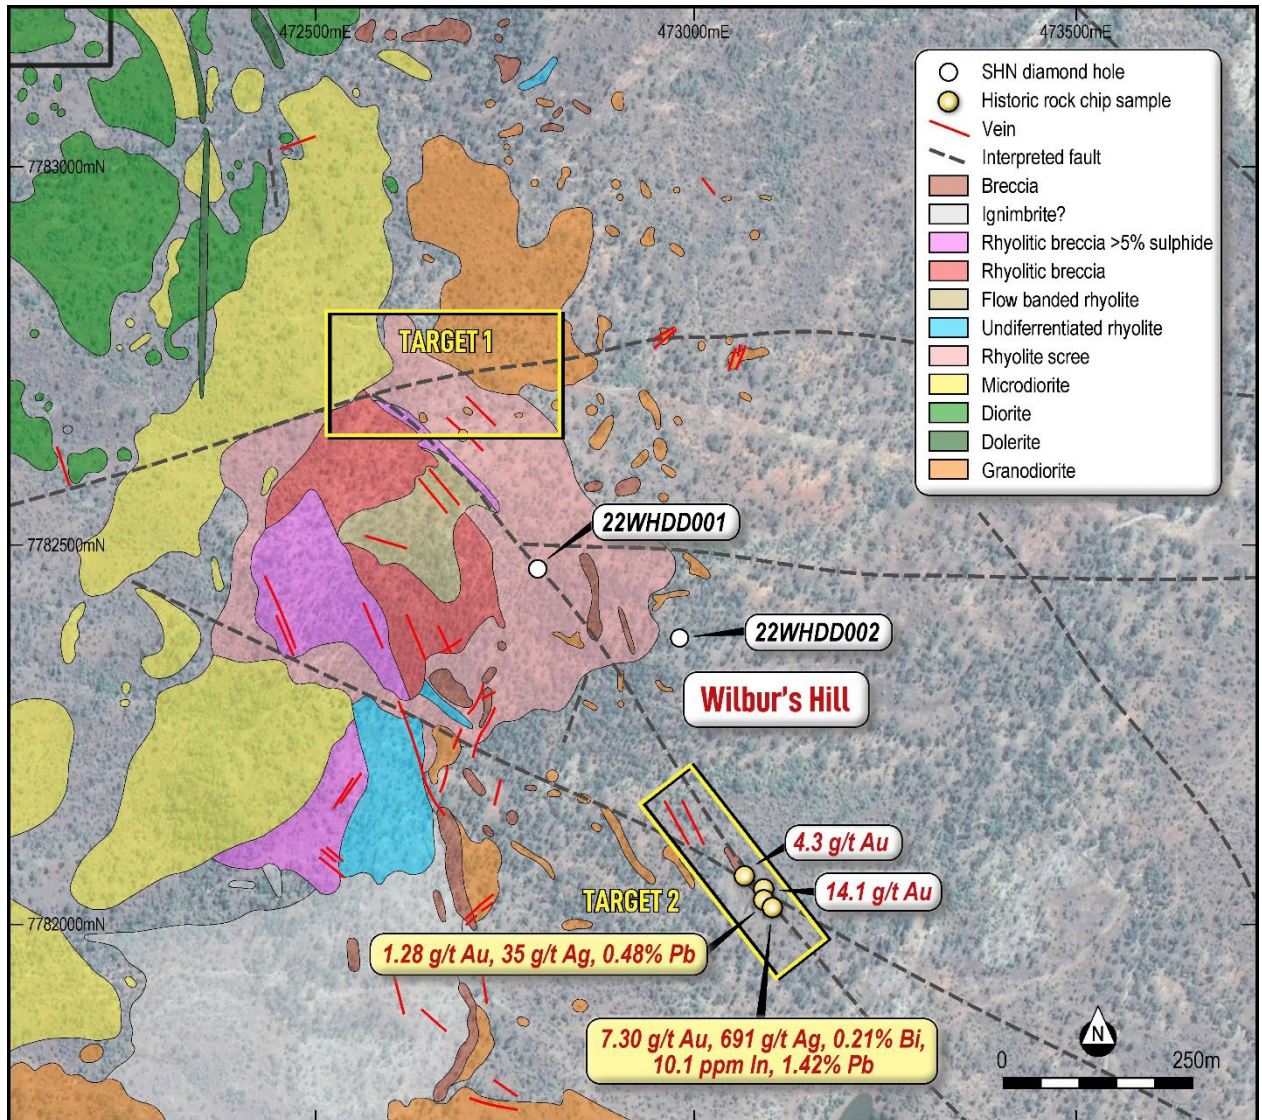 472500mE
473000mE
473500mE
7783000mN
7782500mN
7782000mN
SHN diamond hole
Historic rock chip sample
Vein
Interpreted fault
Breccia
Ignimbrite?
Rhyolitic breccia >5% sulphide
Rhyolitic breccia
Flow banded rhyolite
Undiferrentiated rhyolite
Rhyolite scree
Microdiorite
Diorite
Dolerite
Granodiorite
TARGET 1
22WHDD001
22WHDD002
Wilbur's Hill
4.3 g/t Au
14.1 g/t Au
TARGET 2
1.28 g/t Au, 35 g/t Ag, 0.48% Pb
7.30 g/t Au, 691 g/t Ag, 0.21% Bi,
10.1 ppm In, 1.42% Pb
N
0 250m